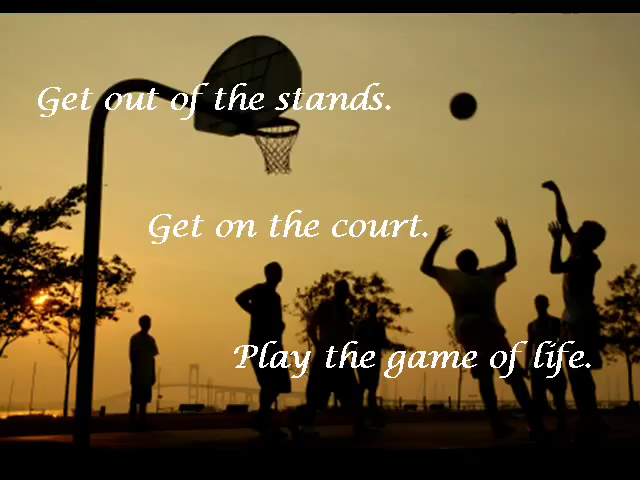 Get out of the stands.
Get on the court.
Play the game of life.